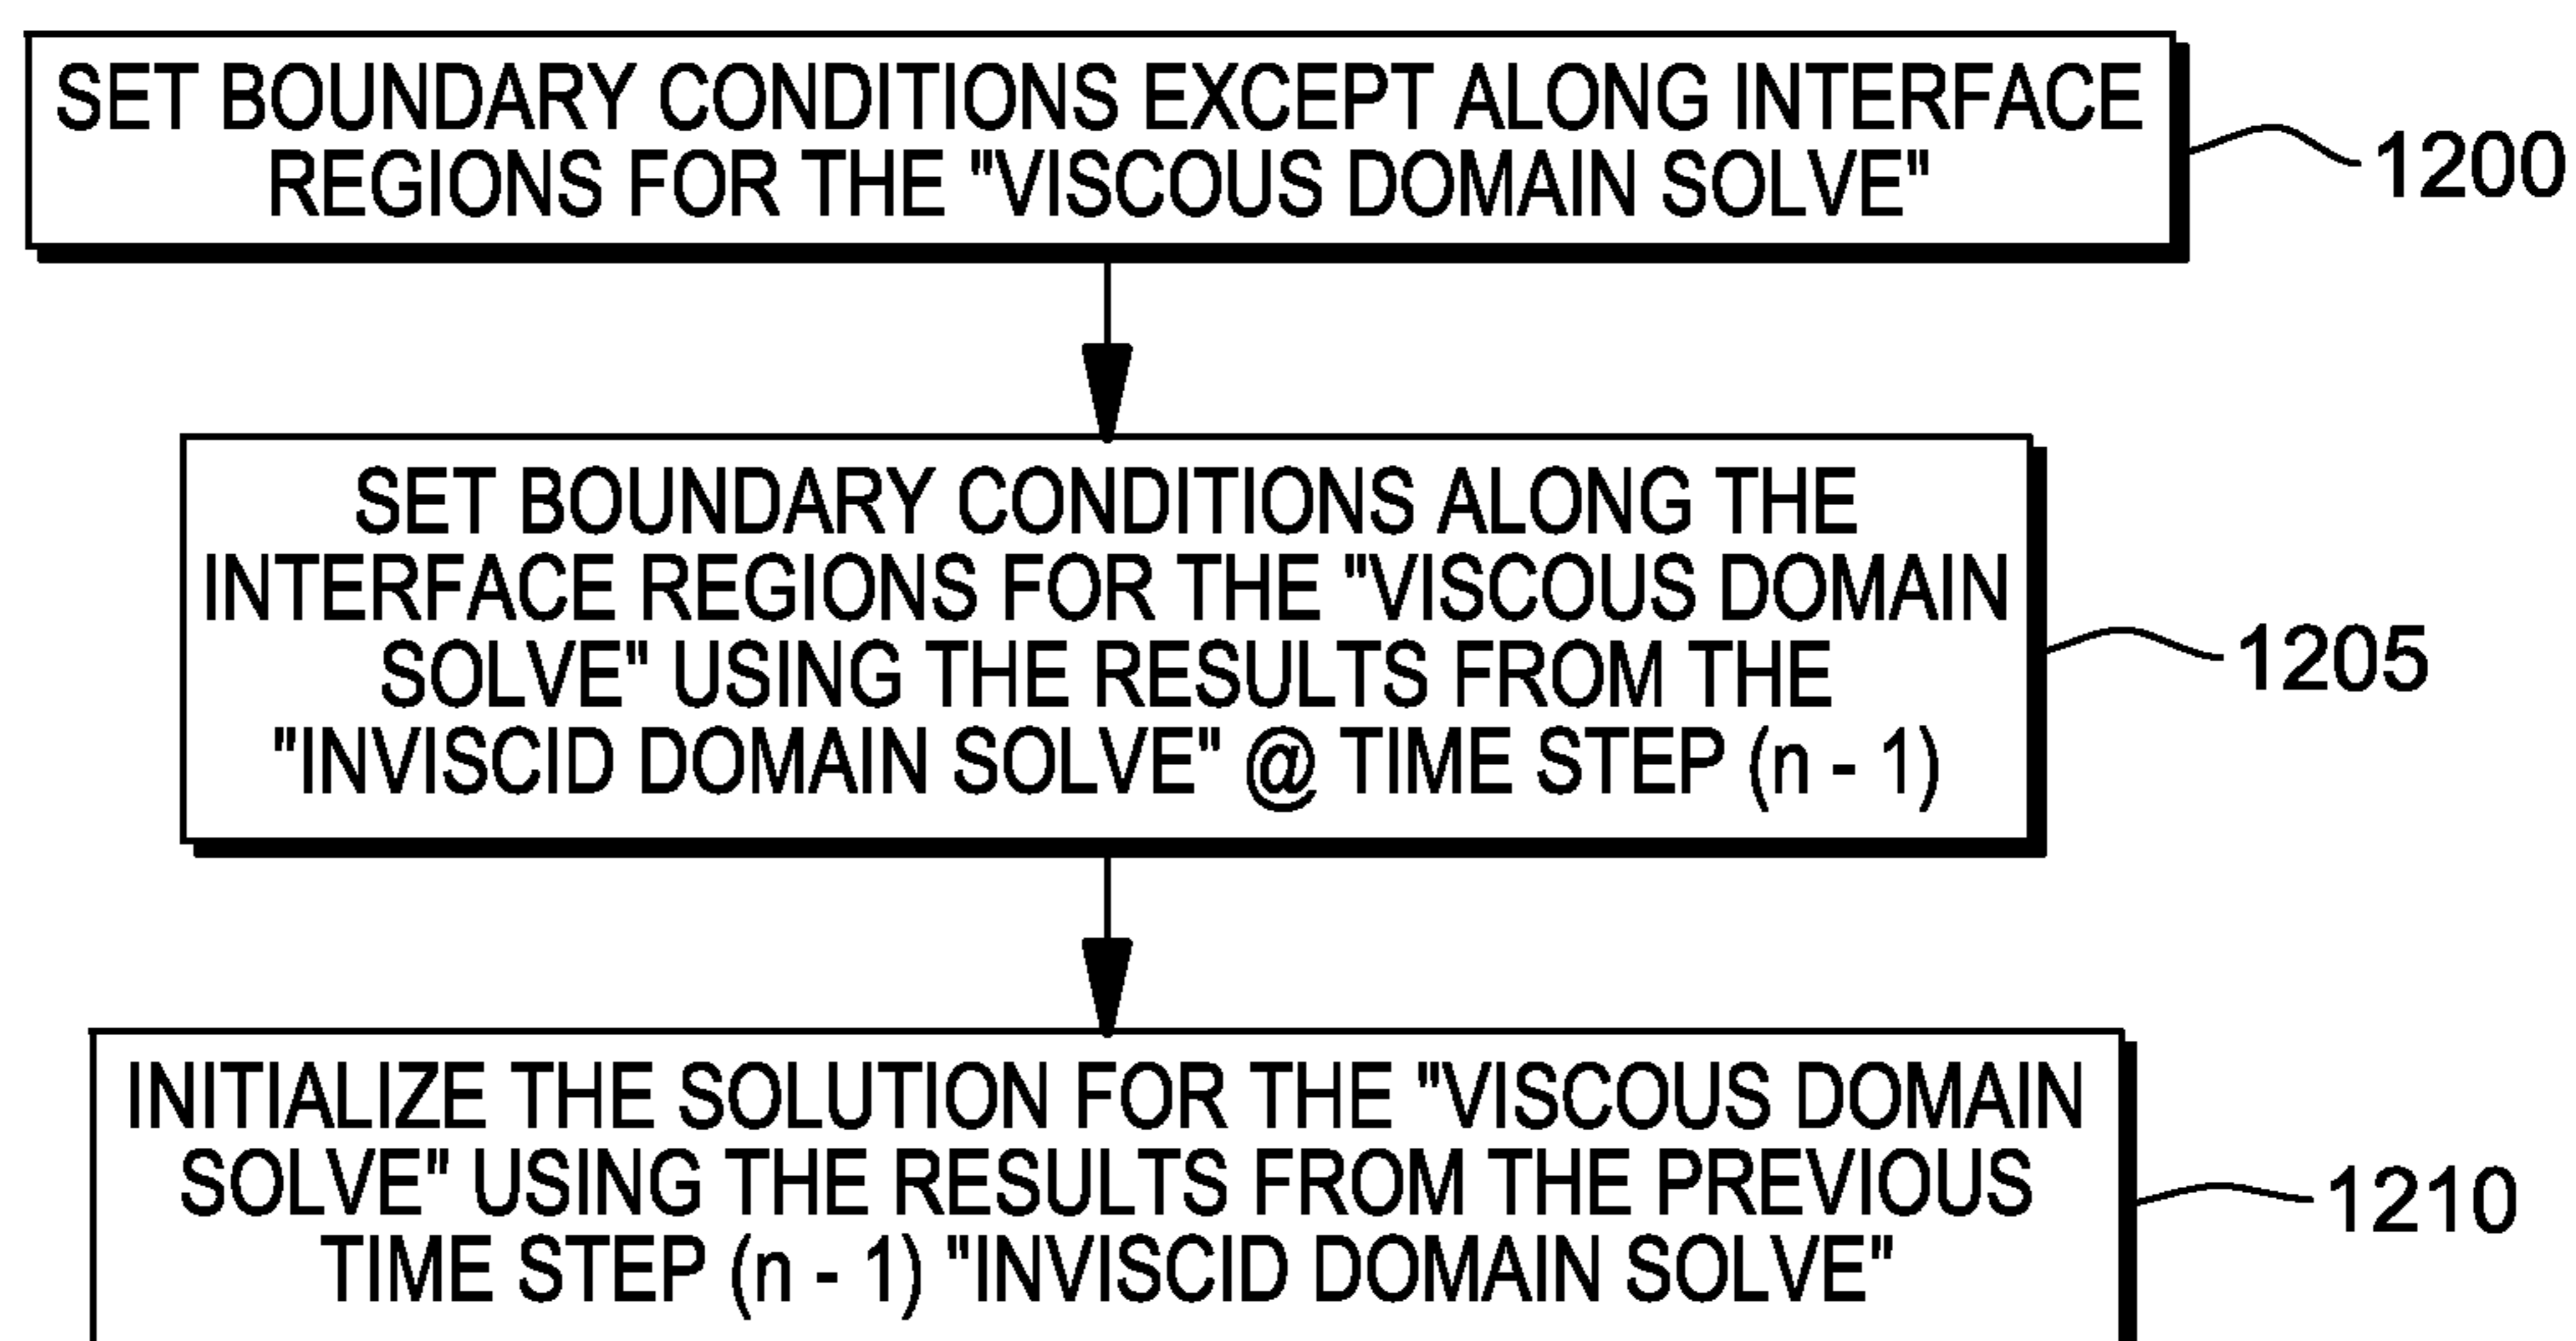 SET BOUNDARY CONDITIONS EXCEPT ALONG INTERFACE
REGIONS FOR THE "VISCOUS DOMAIN SOLVE"
1200
SET BOUNDARY CONDITIONS ALONG THE
INTERFACE REGIONS FOR THE "VISCOUS DOMAIN
SOLVE" USING THE RESULTS FROM THE
"INVISCID DOMAIN SOLVE" @ TIME STEP (n - 1)
1205
INITIALIZE THE SOLUTION FOR THE "VISCOUS DOMAIN
SOLVE" USING THE RESULTS FROM THE PREVIOUS
TIME STEP (n - 1) "INVISCID DOMAIN SOLVE"
1210